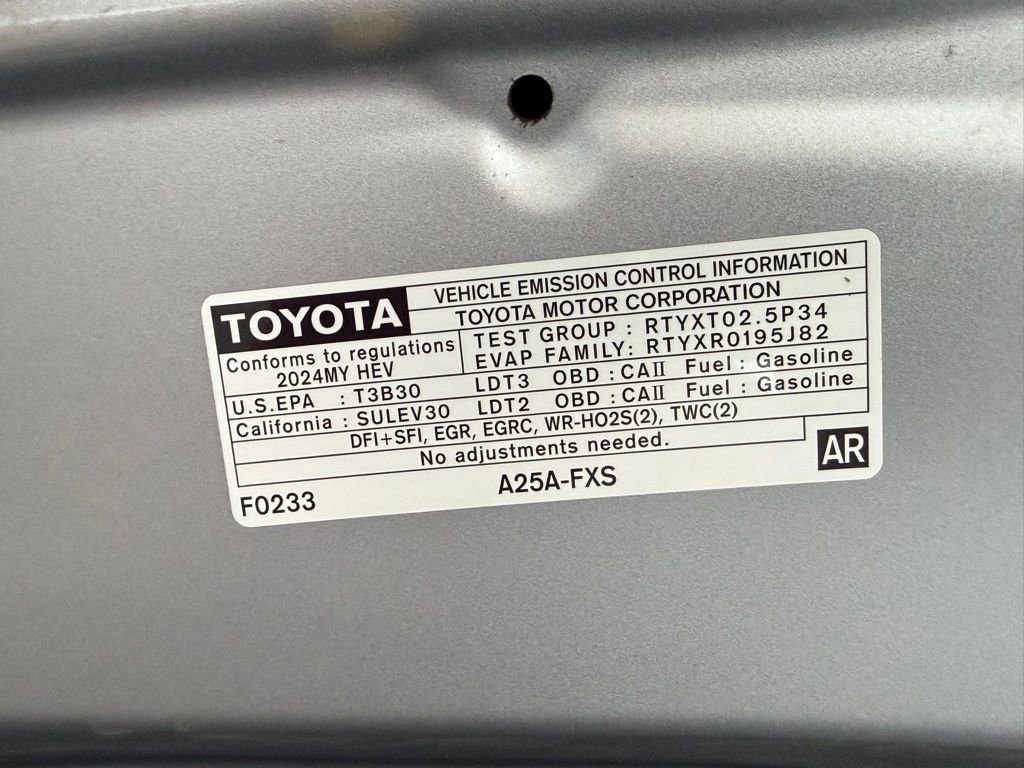 TOYOTA
VEHICLE EMISSION CONTROL INFORMATION
TOYOTA MOTOR CORPORATION
Conforms to regulations
2024MY HEV
TEST GROUP : RTYXT02.5P34
EVAP FAMILY: RTYXR0195J82
U.S.EPA : T3B30 LDT3 OBD : CAII Fuel : Gasoline
California : SULEV30 LDT2 OBD : CAII Fuel : Gasoline
DFI+SFI, EGR, EGRC, WR-HO2S(2), TWC(2)
No adjustments needed.
AR
F0233 A25A-FXS